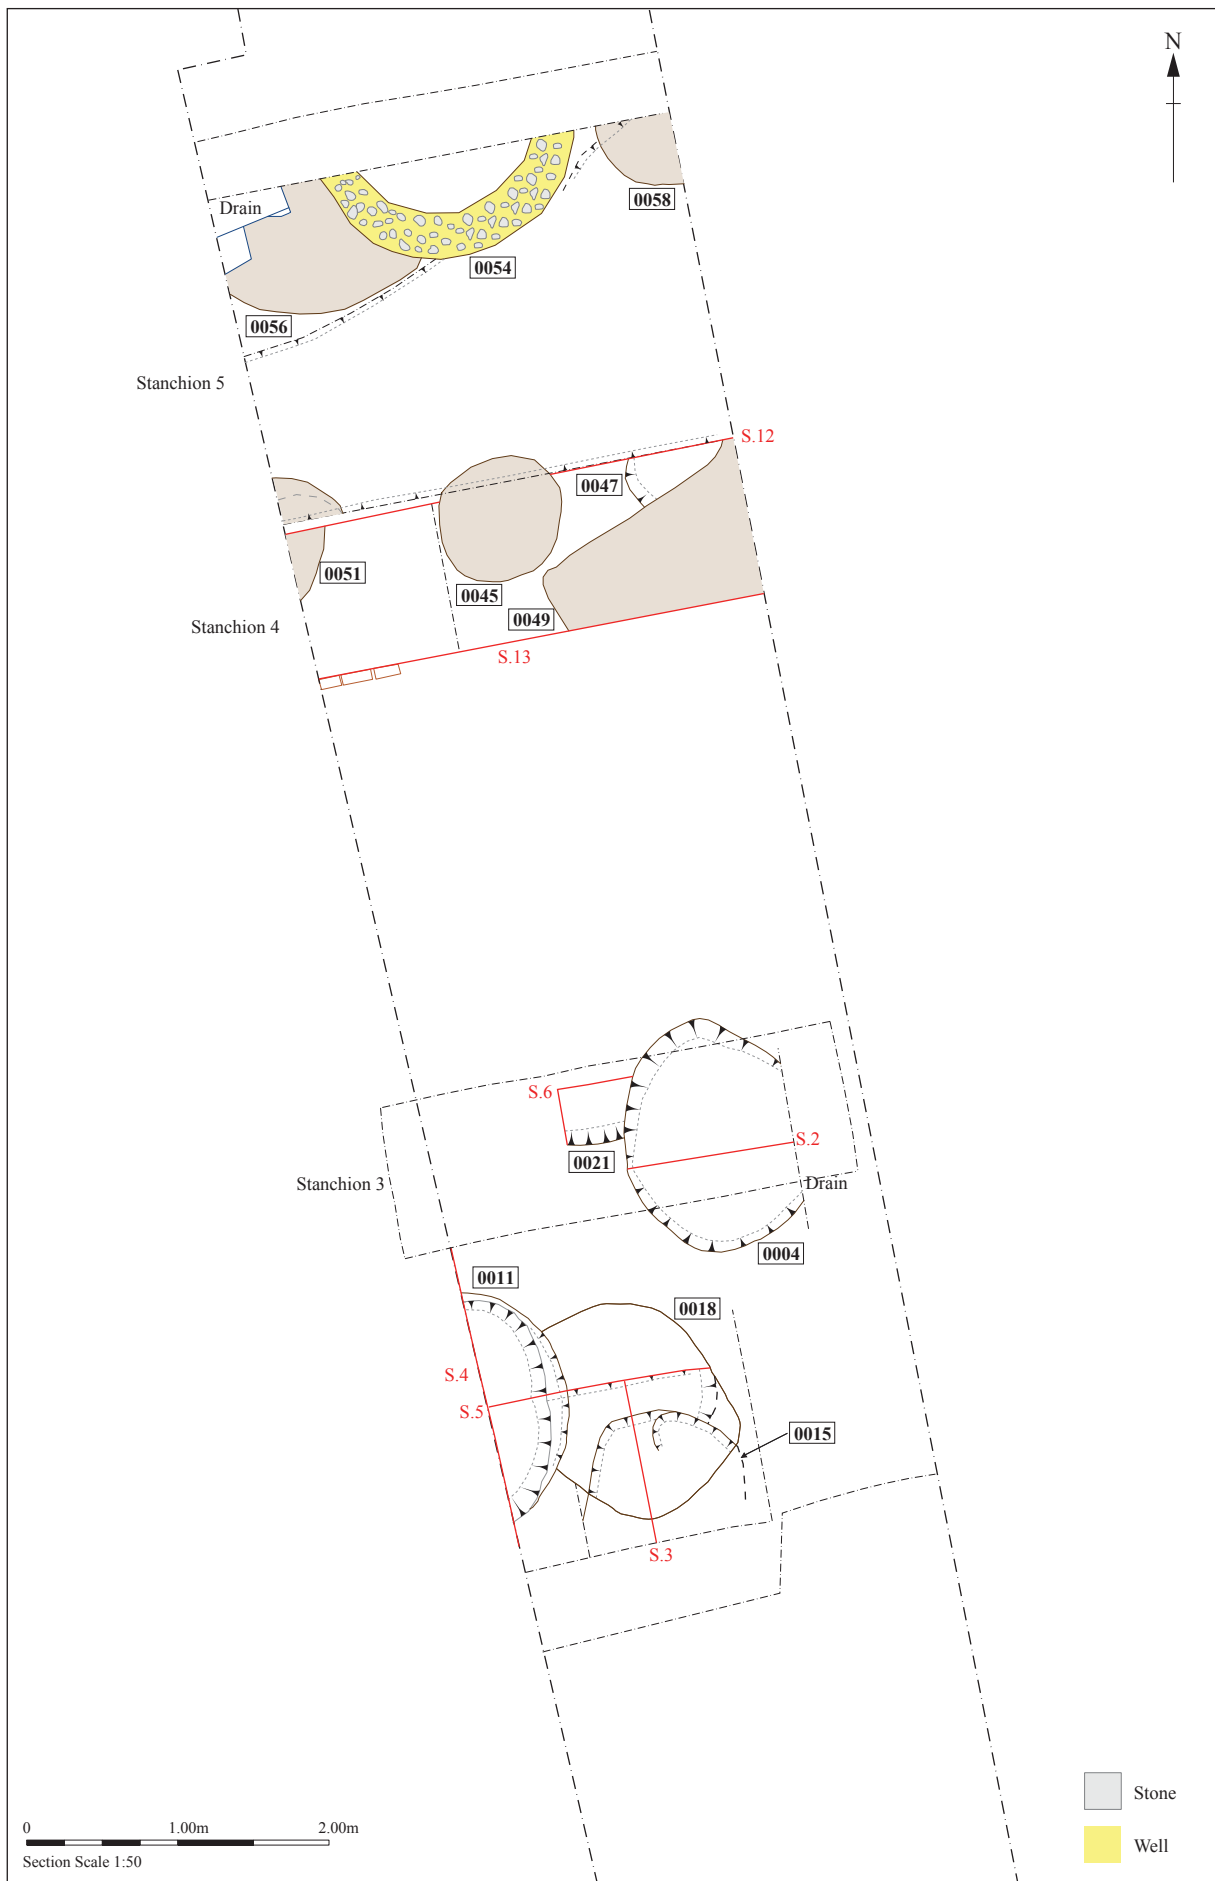 N
Drain
0058
0054
0056
Stanchion 5
S.12
0047
0051
0045
0049
Stanchion 4
S.13
S.6
S.2
0021
Stanchion 3
Drain
0004
0011
0018
S.4
S.5
0015
S.3
Stone
0 1.00m 2.00m
Well
Section Scale 1:50